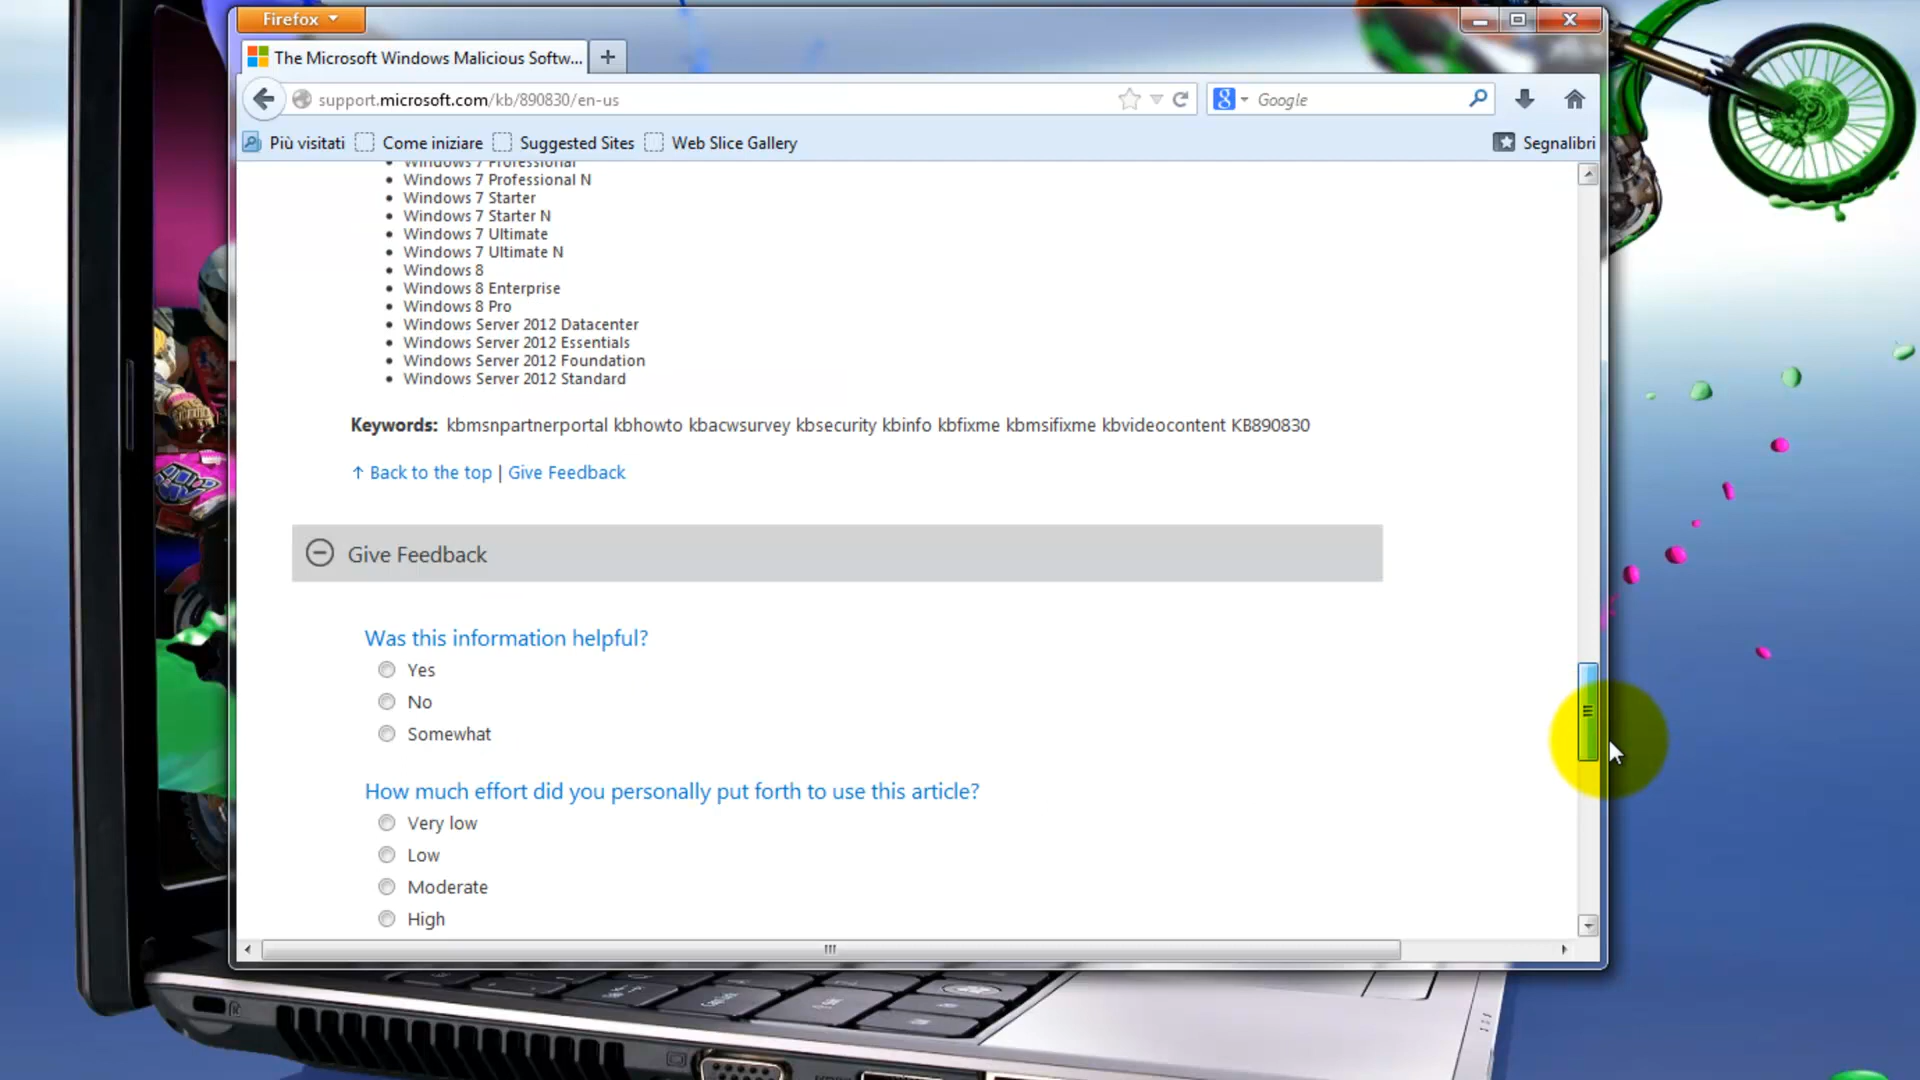 Firefox
The Microsoft Windows Malicious Softw...
support.microsoft.com/kb/890830/en-us
Google
Più visitati
Come iniziare
Suggested Sites
Web Slice Gallery
Segnalibri
Windows 7 Professional
Windows 7 Professional N
Windows 7 Starter
Windows 7 Starter N
Windows 7 Ultimate
Windows 7 Ultimate N
Windows 8
Windows 8 Enterprise
Windows 8 Pro
Windows Server 2012 Datacenter
Windows Server 2012 Essentials
Windows Server 2012 Foundation
Windows Server 2012 Standard
Keywords: kbmsnpartnerportal kbhowto kbacwsurvey kbsecurity kbinfo kbfixme kbmsifixme kbvideocontent KB890830
↑ Back to the top | Give Feedback
Give Feedback
Was this information helpful?
Yes
No
Somewhat
How much effort did you personally put forth to use this article?
Very low
Low
Moderate
High